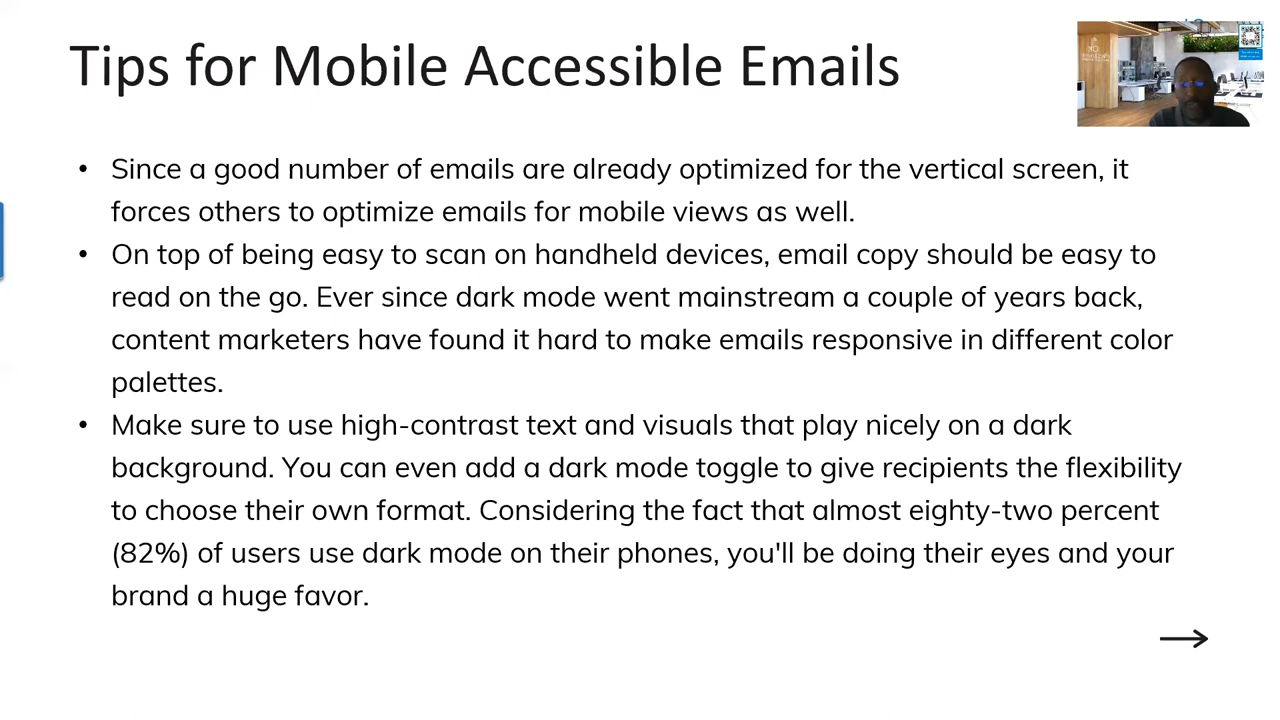 Tips for Mobile Accessible Emails
• Since a good number of emails are already optimized for the vertical screen, it
forces others to optimize emails for mobile views as well.
• On top of being easy to scan on handheld devices, email copy should be easy to
read on the go. Ever since dark mode went mainstream a couple of years back,
content marketers have found it hard to make emails responsive in different color
palettes.
• Make sure to use high-contrast text and visuals that play nicely on a dark
background. You can even add a dark mode toggle to give recipients the flexibility
to choose their own format. Considering the fact that almost eighty-two percent
(82%) of users use dark mode on their phones, you'll be doing their eyes and your
brand a huge favor.